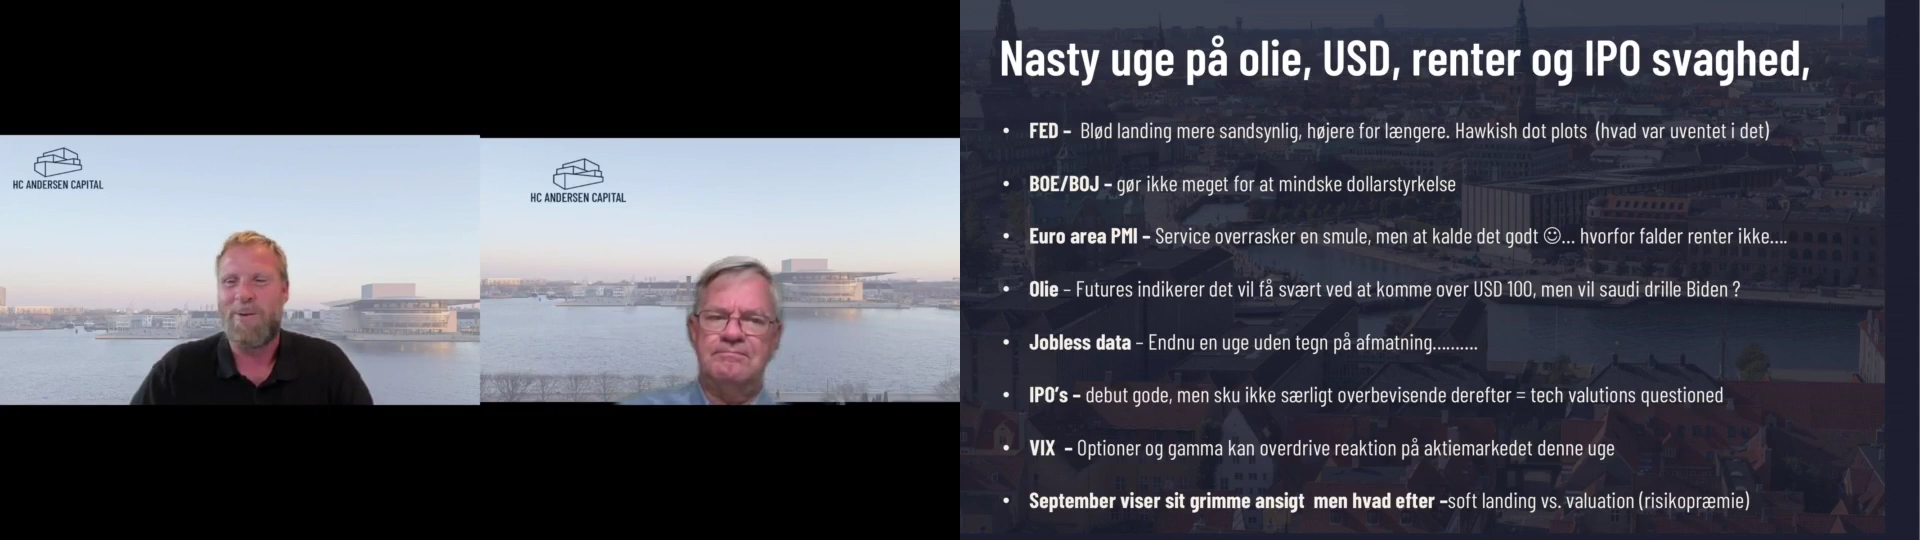 HC ANDERSEN CAPITAL
HC ANDERSEN CAPITAL
Nasty uge på olie, USD, renter og IPO svaghed,
• FED – Blød landing mere sandsynlig, højere for længere. Hawkish dot plots (hvad var uventet i det)
• BOE/BOJ – gør ikke meget for at mindske dollarstyrkelse
• Euro area PMI – Service overrasker en smule, men at kalde det godt ☺... hvorfor falder renter ikke....
• Olie – Futures indikerer det vil få svært ved at komme over USD 100, men vil saudi drille Biden ?
• Jobless data – Endnu en uge uden tegn på afmatning..........
• IPO’s – debut gode, men sku ikke særligt overbevisende derefter = tech valutions questioned
• VIX – Optioner og gamma kan overdrive reaktion på aktiemarkedet denne uge
• September viser sit grimme ansigt men hvad efter –soft landing vs. valuation (risikopræmie)